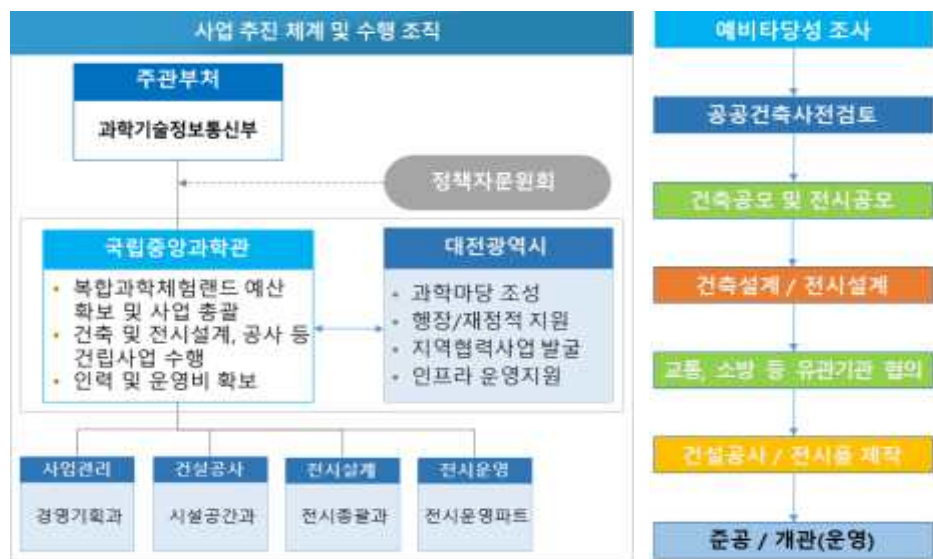 사업 추진 체계 및 수행 조직
주관부처
과학기술정보통신부
정책자문위회
국립중앙과학관
• 복합과학체험랜드 예산
확보 및 사업 총괄
• 건축 및 전시설계, 공사 등
건립사업 수행
• 인력 및 운영비 확보
대전광역시
• 과학마당 조성
• 행장/재정적 지원
• 지역협력사업 발굴
• 인프라 운영지원
사업관리
경영기획과
건설공사
시설공간과
전시설계
전시총괄과
전시운영
전시운영파트
예비타당성 조사
공공건축사전검토
건축공모 및 전시공모
건축설계 / 전시설계
교통, 소방 등 유관기관 협의
건설공사 / 전시물 제작
준공 / 개관(운영)